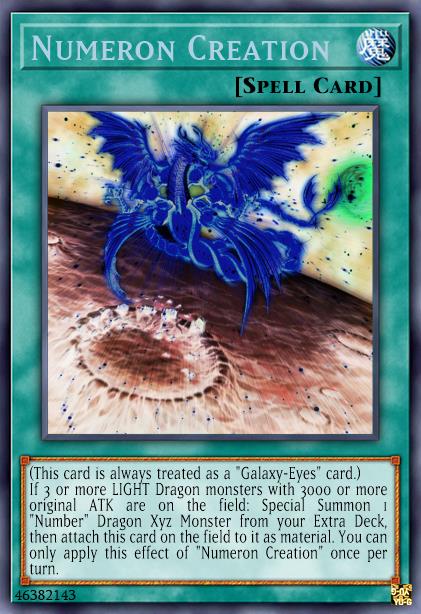 NUMERON CREATION
魔
[SPELL CARD]
(This card is always treated as a "Galaxy-Eyes" card.)
If 3 or more LIGHT Dragon monsters with 3000 or more
original ATK are on the field: Special Summon 1
"Number" Dragon Xyz Monster from your Extra Deck,
then attach this card on the field to it as material. You can
only apply this effect of "Numeron Creation" once per
turn.
46382143